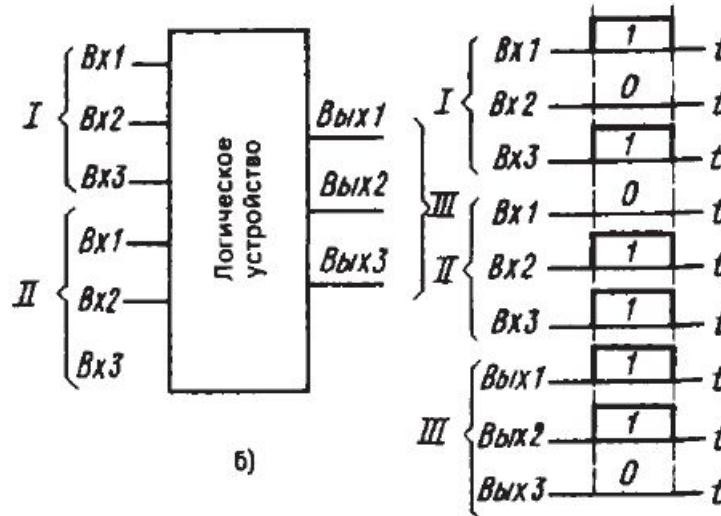 I
Вх1
Вх2
Вх3
II
Вх1
Вх2
Вх3
Логическое
устройство
Вых1
Вых2
Вых3
III
б)
I
Вх1 1 t
Вх2 0 t
Вх3 1 t
II
Вх1 0 t
Вх2 1 t
Вх3 1 t
III
Вых1 1 t
Вых2 1 t
Вых3 0 t